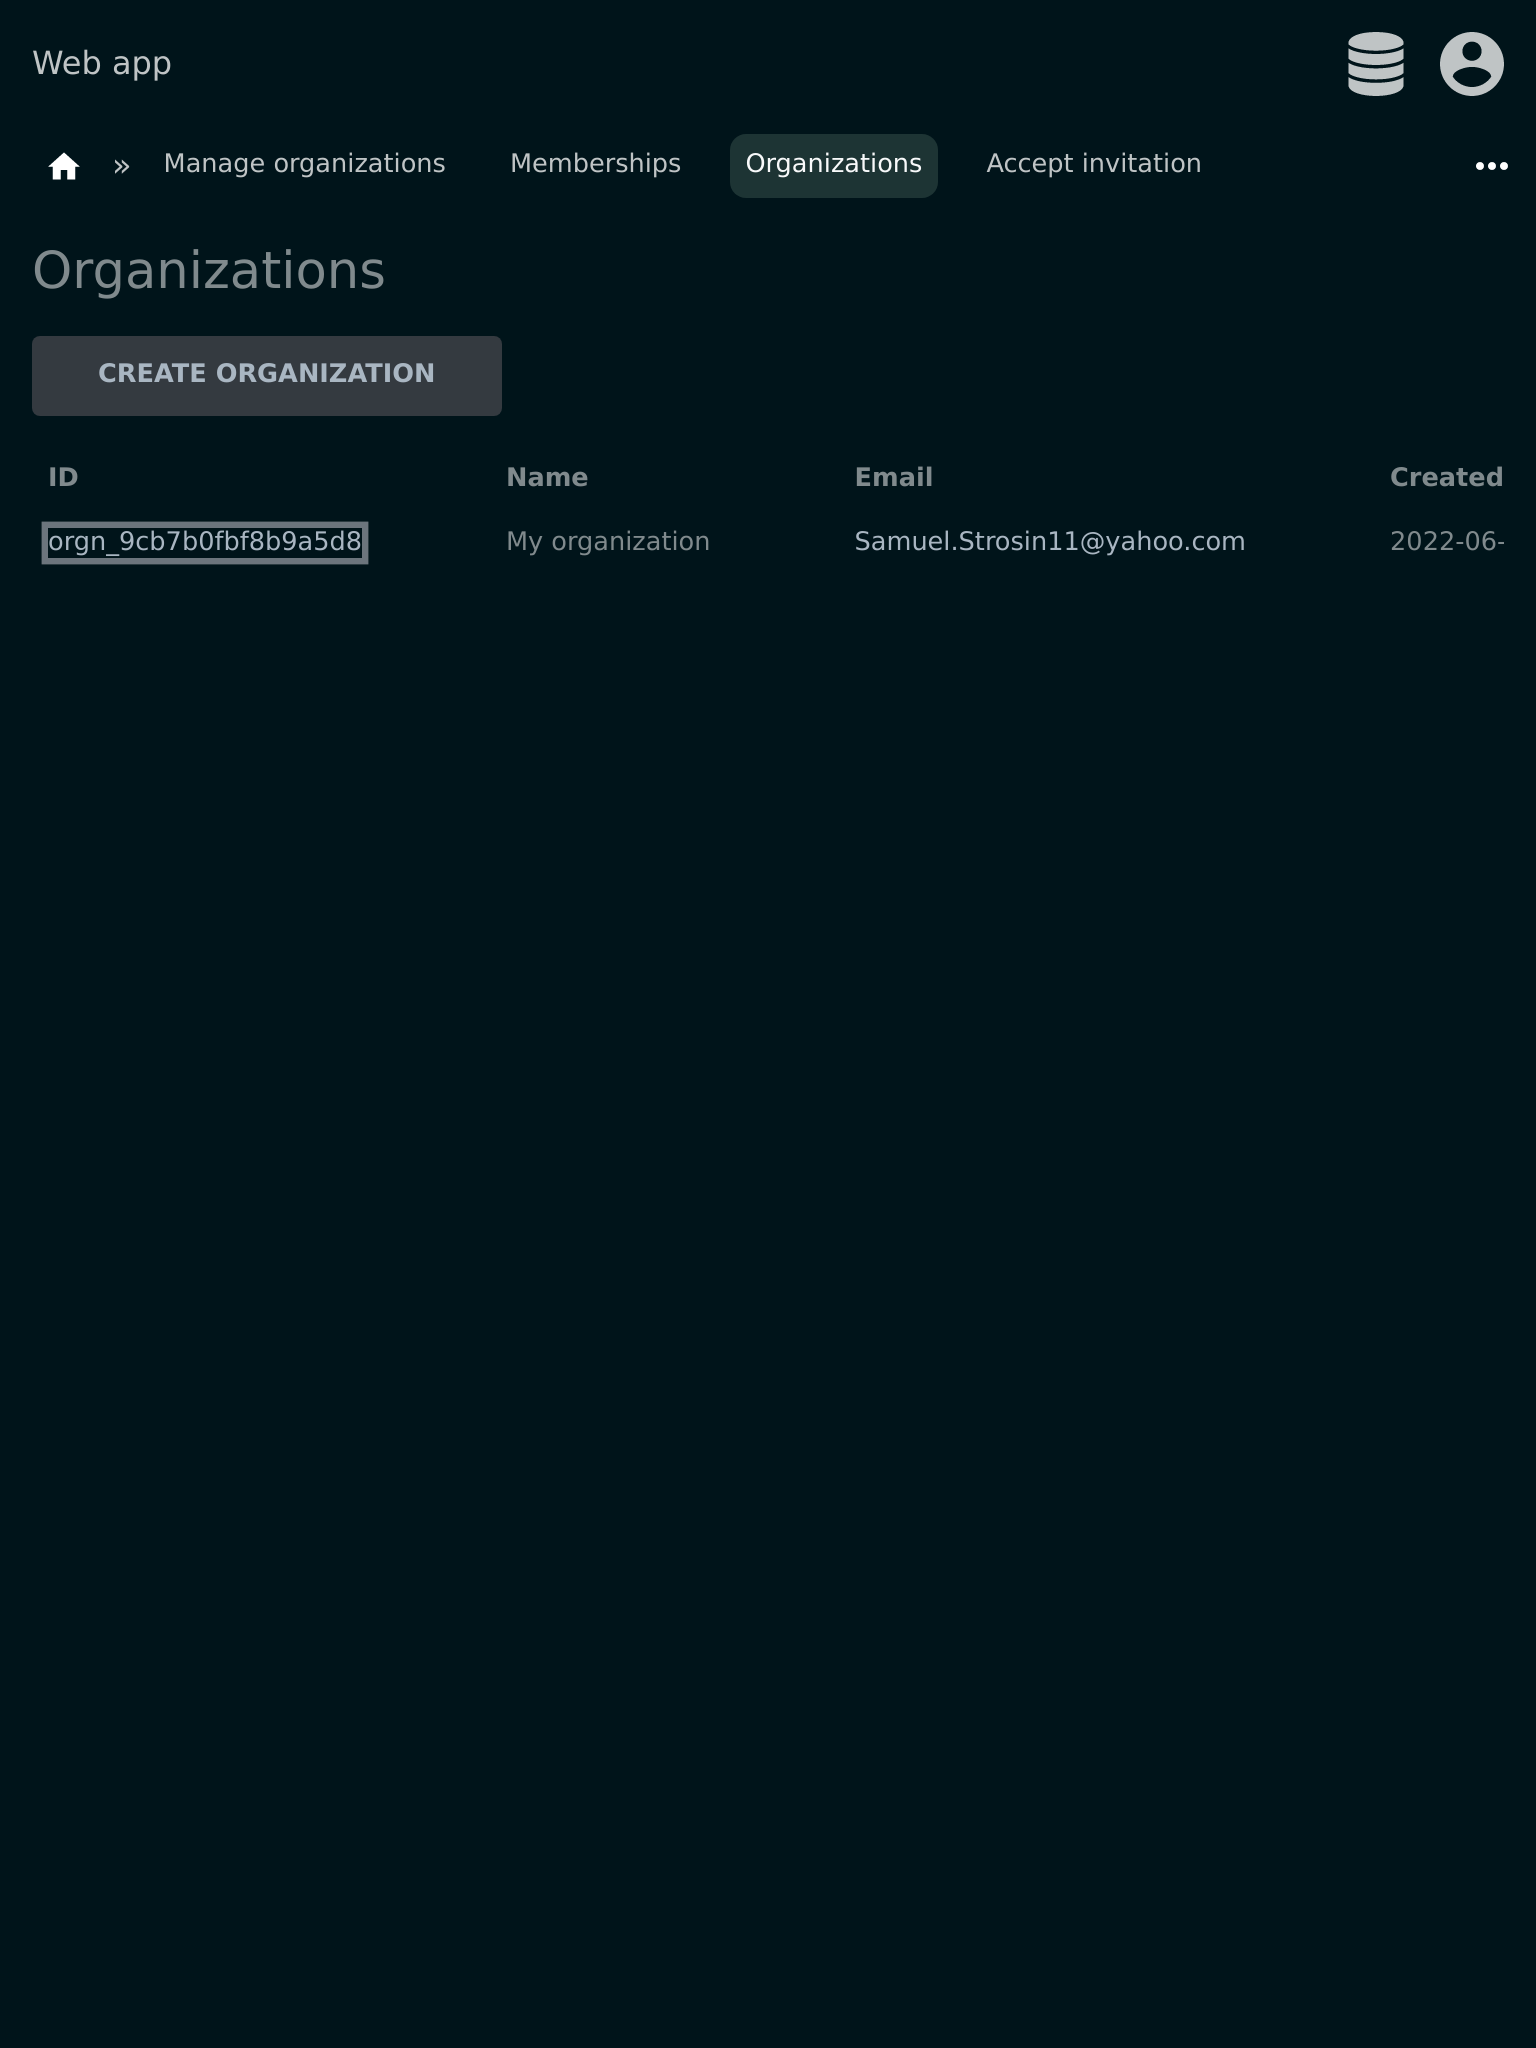 Web app
» Manage organizations Memberships Organizations Accept invitation
Organizations
CREATE ORGANIZATION
ID Name Email Created
orgn_9cb7b0fbf8b9a5d8 My organization Samuel.Strosin11@yahoo.com 2022-06-